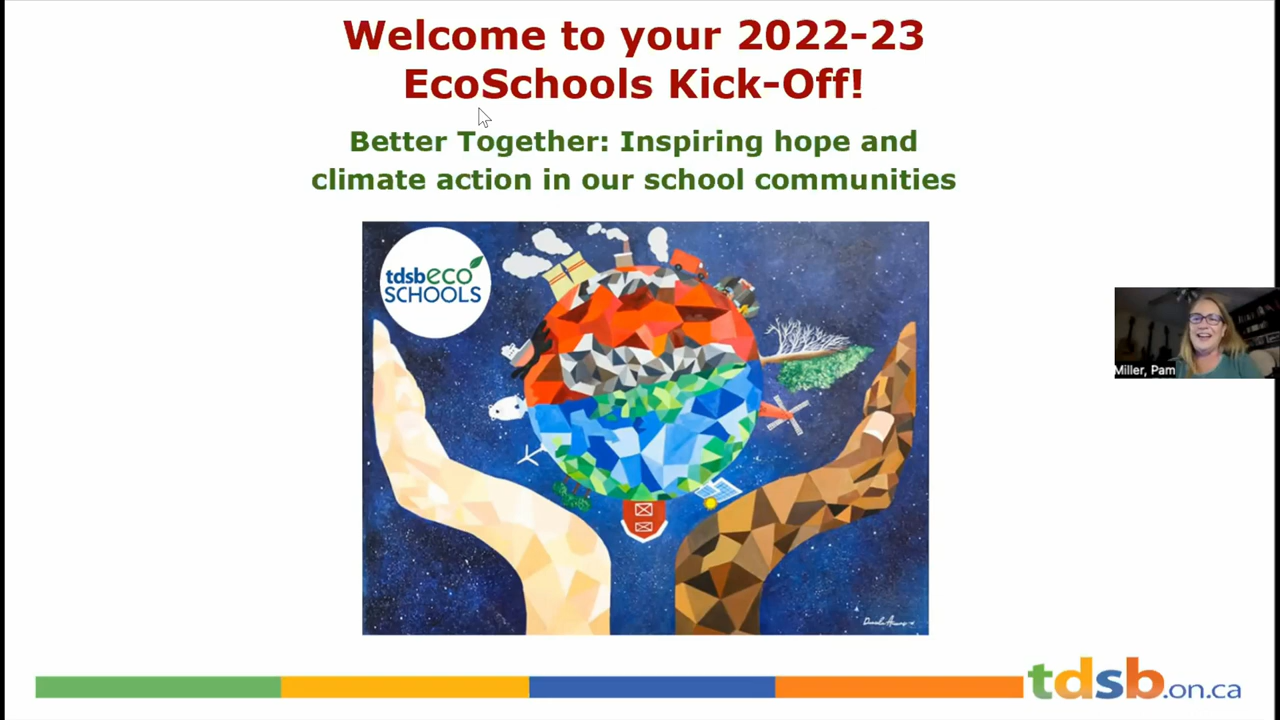 Welcome to your 2022-23
EcoSchools Kick-Off!
Better Together: Inspiring hope and
climate action in our school communities
tdsbeco
SCHOOLS
Miller, Pam
tdsb.on.ca